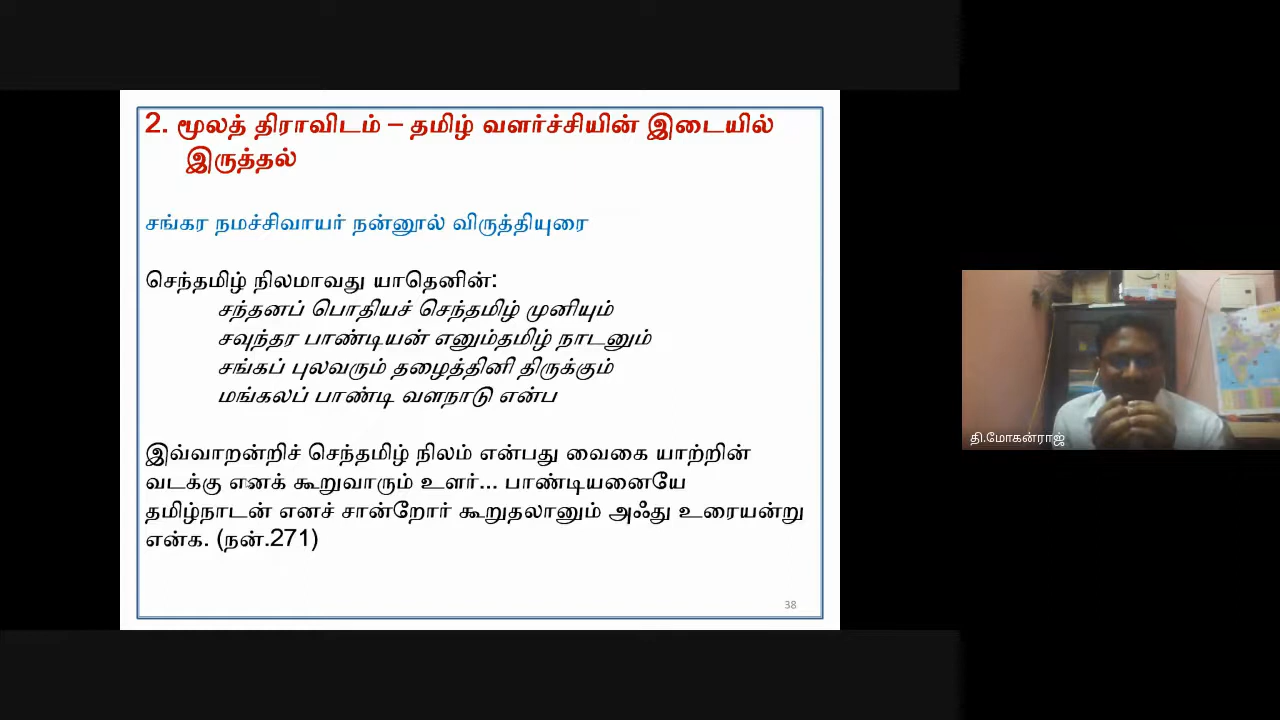 2. மூலத் திராவிடம் – தமிழ் வளர்ச்சியின் இடையில்
இருத்தல்
சங்கர நமச்சிவாயர் நன்னூல் விருத்தியுரை
செந்தமிழ் நிலமாவது யாதெனின்:
சந்தனப் பொதியச் செந்தமிழ் முனியும்
சவுந்தர பாண்டியன் எனும்தமிழ் நாடனும்
சங்கப் புலவரும் தழைத்தினி திருக்கும்
மங்கலப் பாண்டி வளநாடு என்ப
இவ்வாறன்றிச் செந்தமிழ் நிலம் என்பது வைகை யாற்றின்
வடக்கு எனக் கூறுவாரும் உளர்... பாண்டியனையே
தமிழ்நாடன் எனச் சான்றோர் கூறுதலானும் அஃது உரையன்று
என்க. (நன்.271)
38
தி.மோகன்ராஜ்